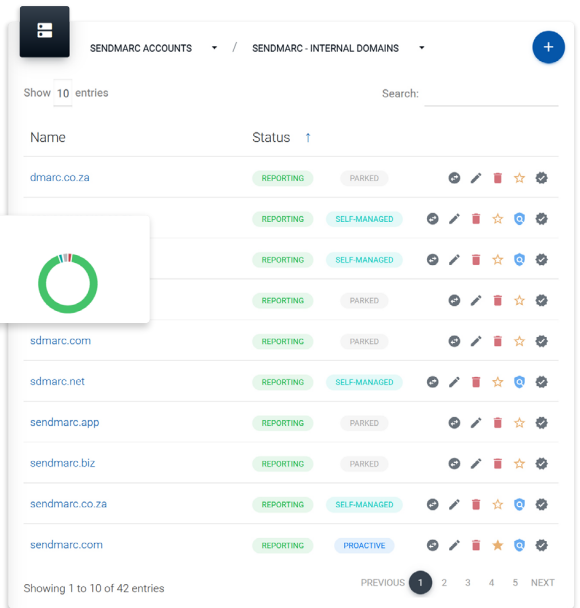 SENDMARC ACCOUNTS / SENDMARC - INTERNAL DOMAINS +
Show 10 entries Search:
Name Status ↑
dmarc.co.za REPORTING PARKED
REPORTING SELF-MANAGED
REPORTING SELF-MANAGED
REPORTING PARKED
sdmarc.com REPORTING PARKED
sdmarc.net REPORTING SELF-MANAGED
sendmarc.app REPORTING PARKED
sendmarc.biz REPORTING PARKED
sendmarc.co.za REPORTING SELF-MANAGED
sendmarc.com REPORTING PROACTIVE
Showing 1 to 10 of 42 entries PREVIOUS 1 2 3 4 5 NEXT